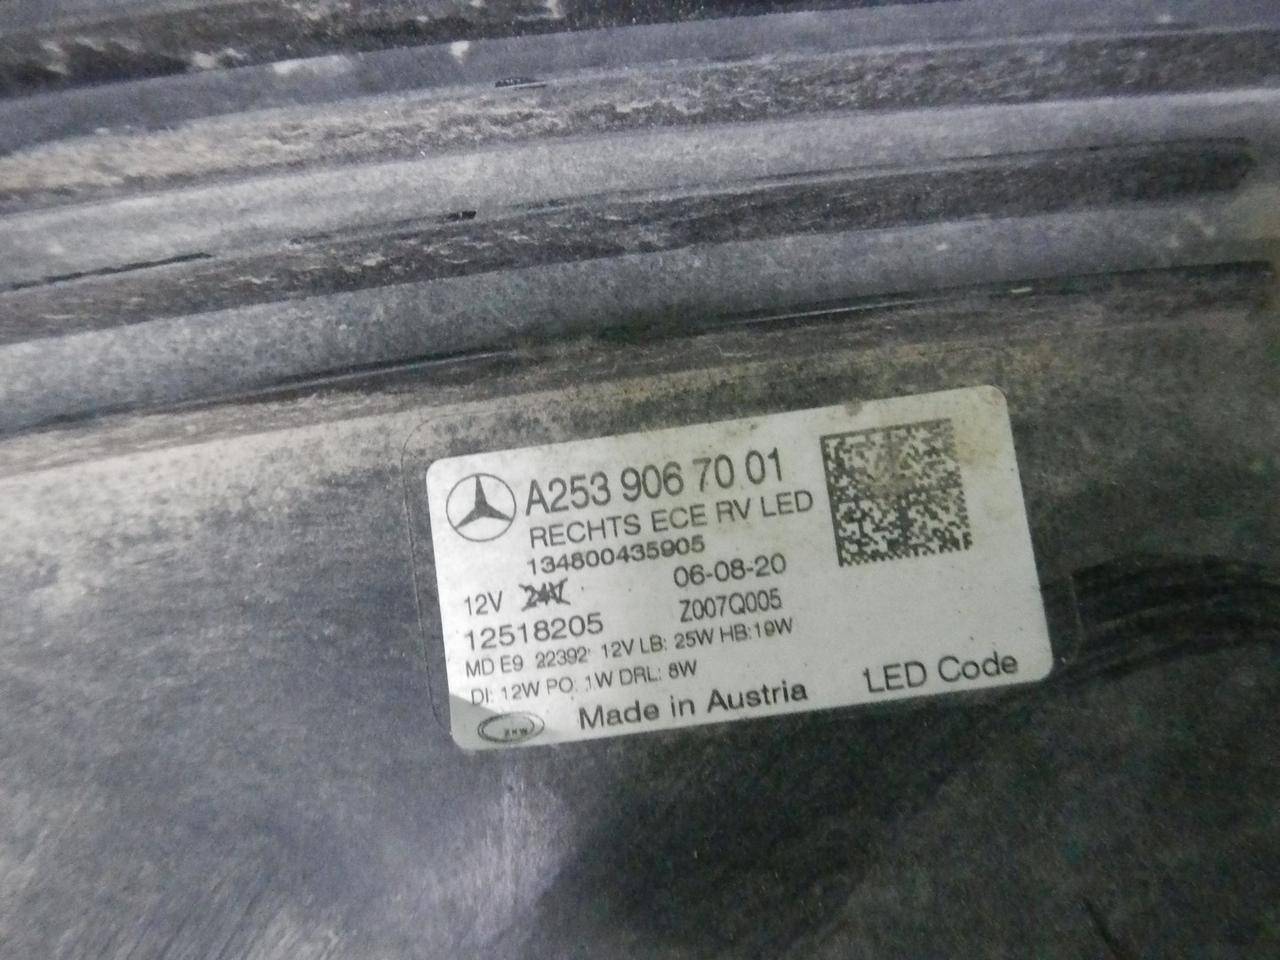 A253 906 70 01
RECHTS ECE RV LED
134800435905
12V 24V 06-08-20
12518205 Z007Q005
MD E9 22392 12V LB: 25W HB:19W
DI: 12W PO: 1W DRL: 8W
ZKW Made in Austria LED Code